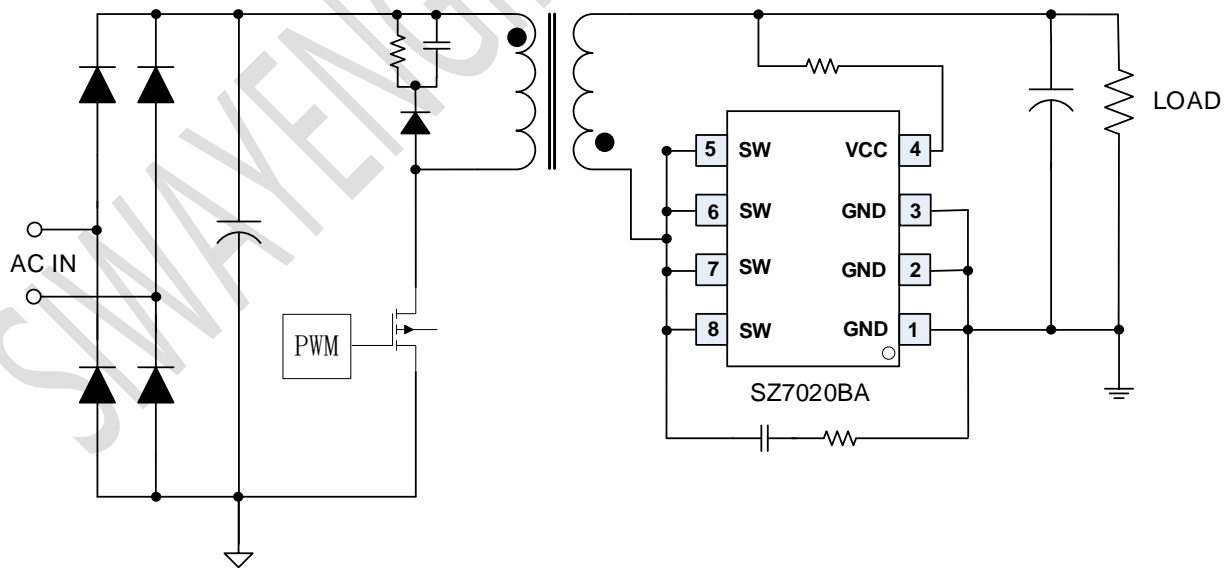 LOAD
5 SW VCC 4
6 SW GND 3
7 SW GND 2
8 SW GND 1
AC IN
PWM
SZ7020BA